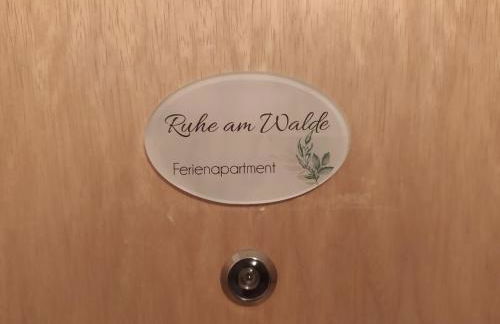 Ruhe am Walde
Ferienapartment